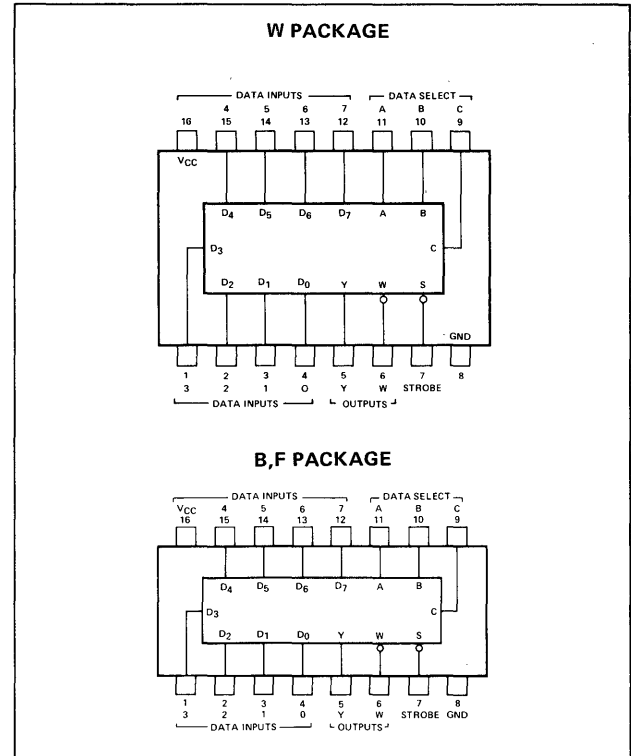 W PACKAGE
DATA INPUTS DATA SELECT
4 5 6 7 A B C
16 15 14 13 12 11 10 9
VCC
D4 D5 D6 D7 A B
D3 C
D2 D1 D0 Y W S
GND
1 2 3 4 5 6 7 8
3 2 1 O Y W STROBE
DATA INPUTS OUTPUTS
B,F PACKAGE
DATA INPUTS DATA SELECT
VCC 4 5 6 7 A B C
16 15 14 13 12 11 10 9
D4 D5 D6 D7 A B
D3 C
D2 D1 D0 Y W S
1 2 3 4 5 6 7 8
3 2 1 0 Y W STROBE GND
DATA INPUTS OUTPUTS